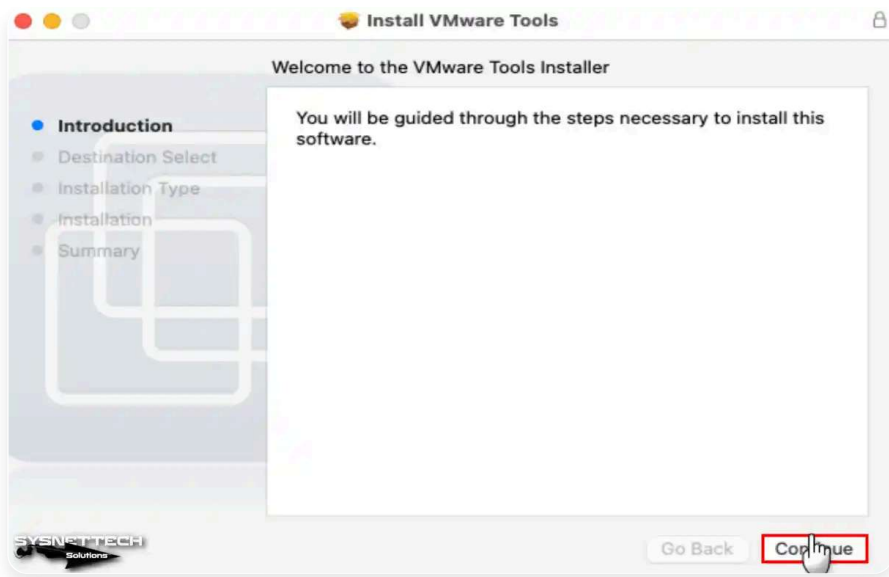 Install VMware Tools
Welcome to the VMware Tools Installer
Introduction
Destination Select
Installation Type
Installation
Summary
You will be guided through the steps necessary to install this
software.
SYSNETTECH
Solutions
Go Back
Continue